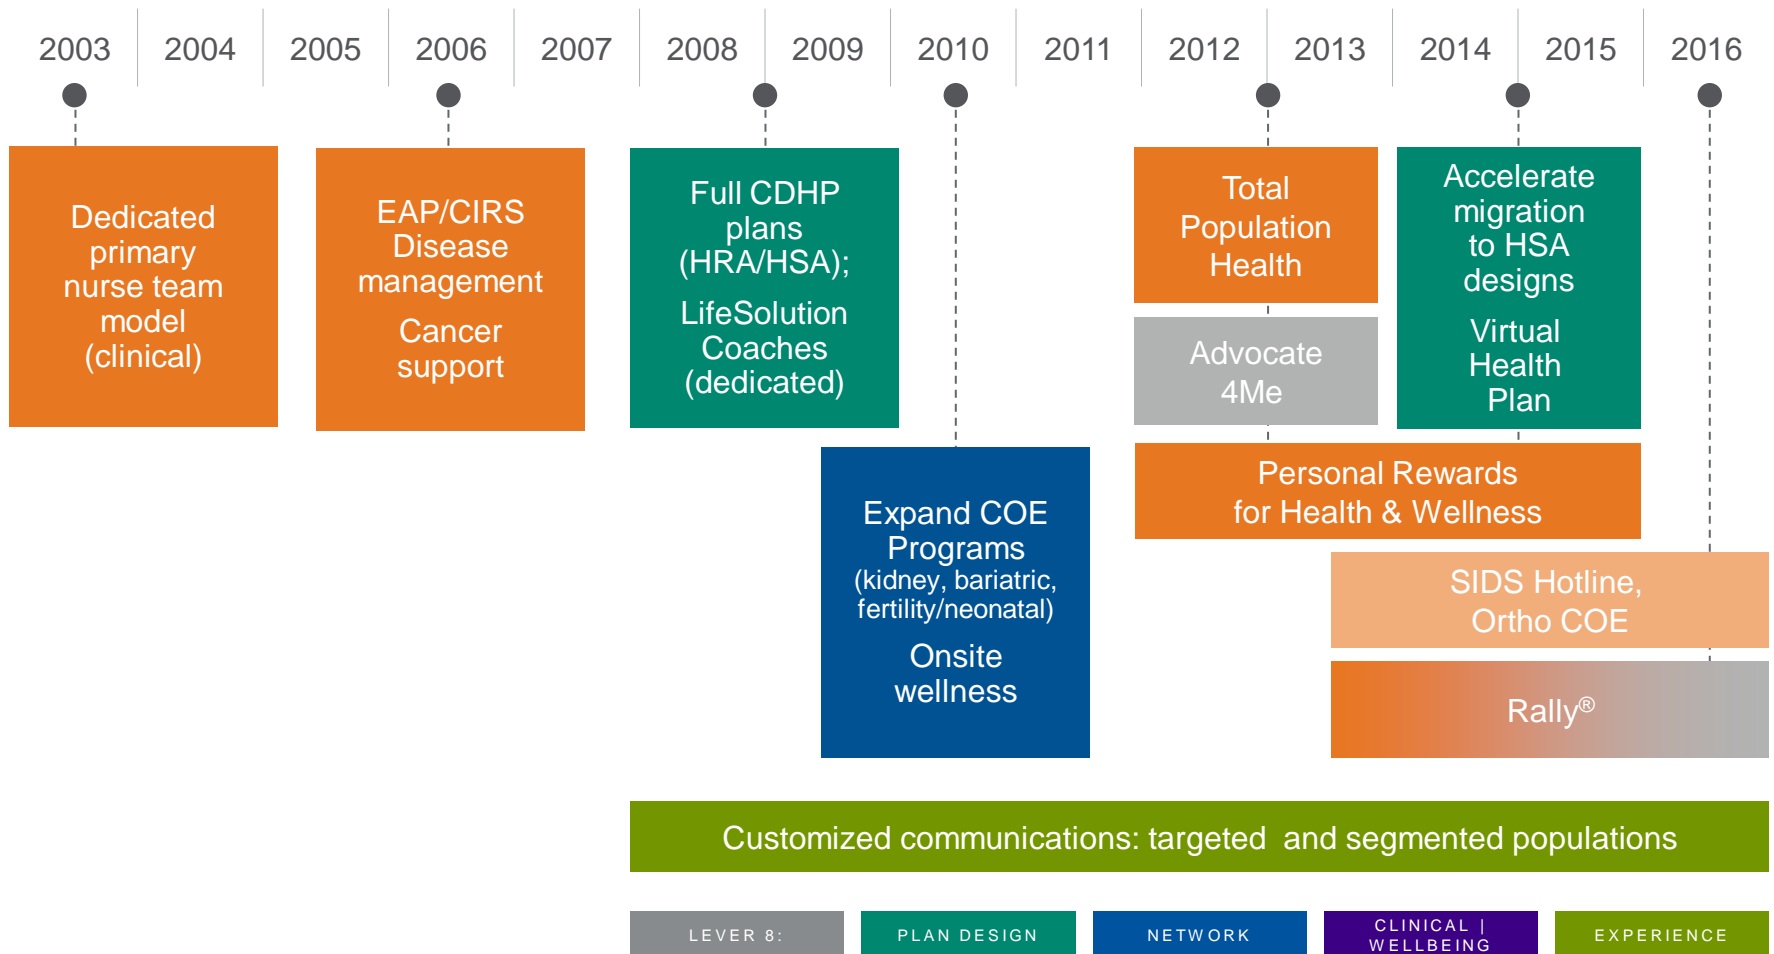 2003 2004 2005 2006 2007 2008 2009 2010 2011 2012 2013 2014 2015 2016
Dedicated
primary
nurse team
model
(clinical)
EAP/CIRS
Disease
management
Cancer
support
Full CDHP
plans
(HRA/HSA);
LifeSolution
Coaches
(dedicated)
Expand COE
Programs
(kidney, bariatric,
fertility/neonatal)
Onsite
wellness
Total
Population
Health
Advocate
4Me
Accelerate
migration
to HSA
designs
Virtual
Health
Plan
Personal Rewards
for Health & Wellness
SIDS Hotline,
Ortho COE
Rally®
Customized communications: targeted and segmented populations
LEVER 8:
PLAN DESIGN
NETWORK
CLINICAL |
WELLBEING
EXPERIENCE